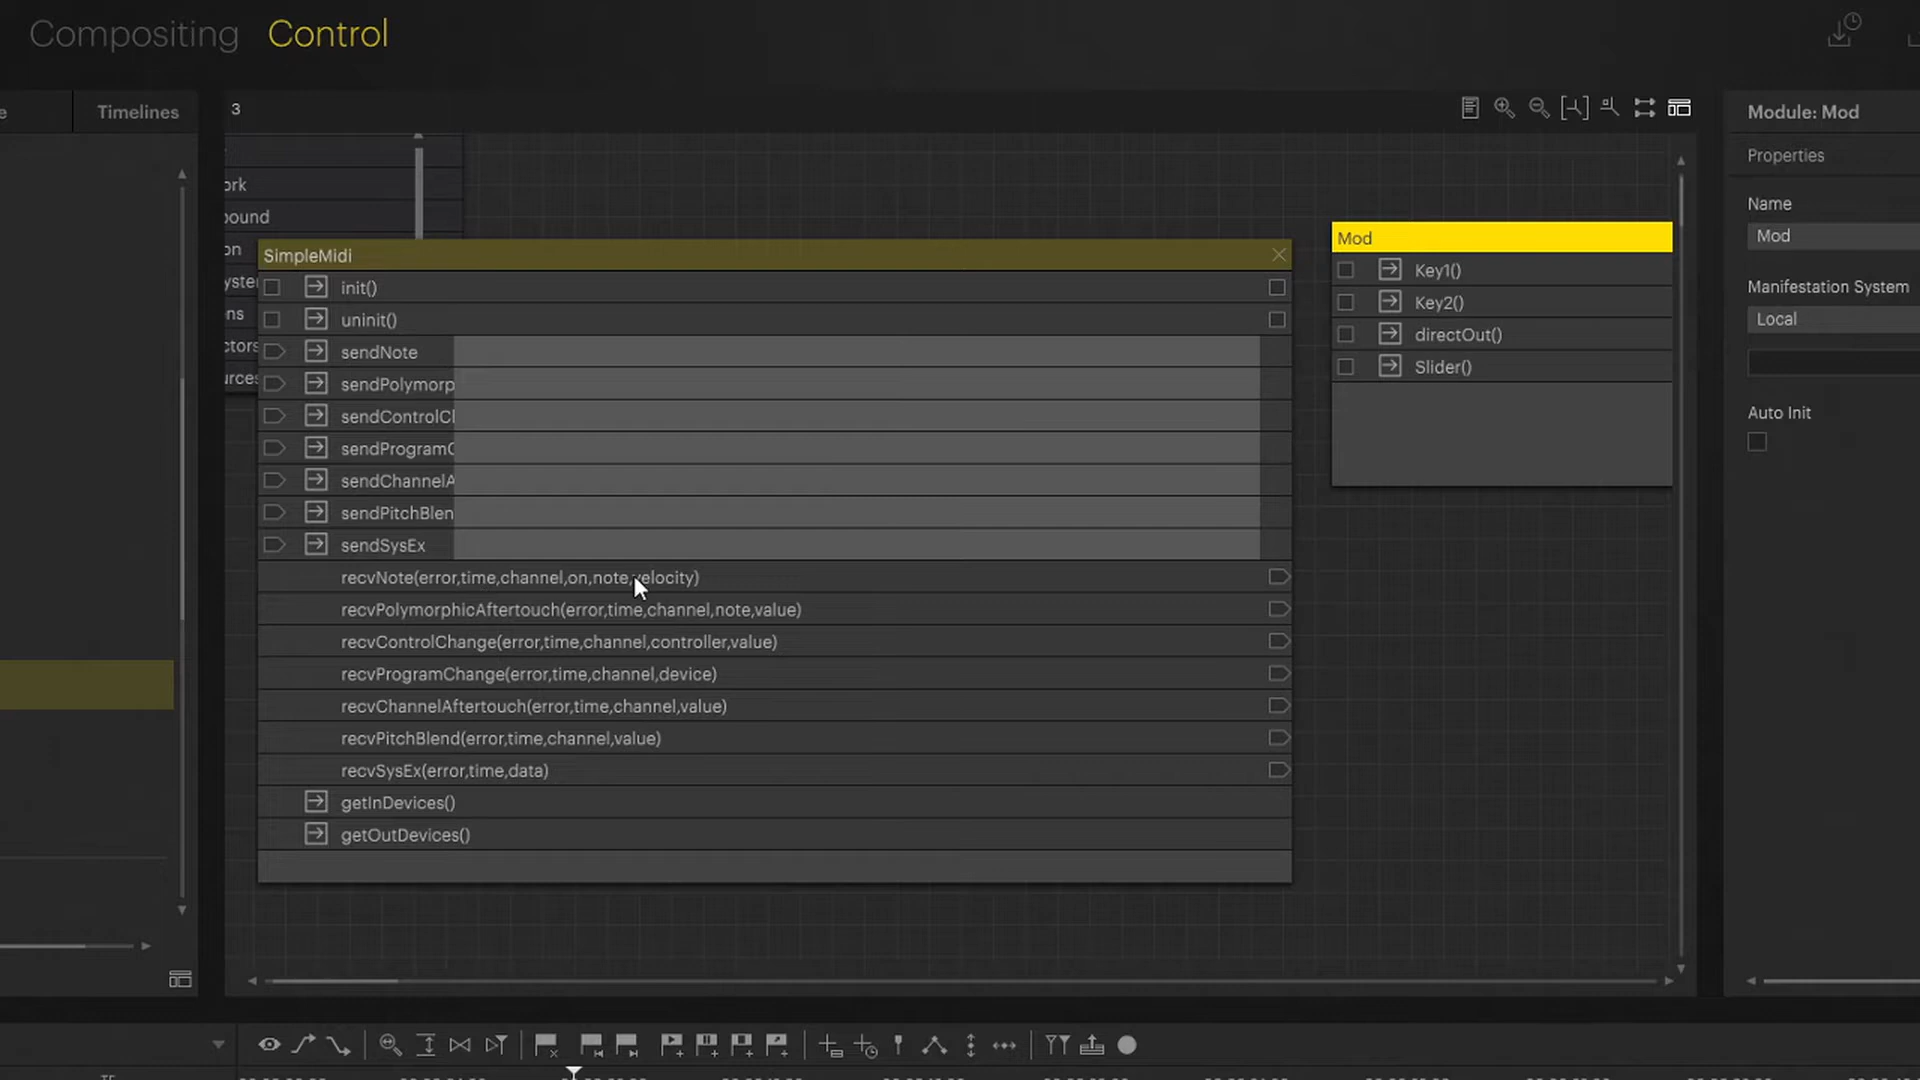 Compositing Control
Timelines
3
ork
ound
on
yste
ens
ctors
urces
SimpleMidi
init()
uninit()
sendNote
sendPolymorp
sendControlCl
sendProgramC
sendChannelA
sendPitchBlen
sendSysEx
recvNote(error,time,channel,on,note,velocity)
recvPolymorphicAftertouch(error,time,channel,note,value)
recvControlChange(error,time,channel,controller,value)
recvProgramChange(error,time,channel,device)
recvChannelAftertouch(error,time,channel,value)
recvPitchBlend(error,time,channel,value)
recvSysEx(error,time,data)
getInDevices()
getOutDevices()
Mod
Key1()
Key2()
directOut()
Slider()
Module: Mod
Properties
Name
Mod
Manifestation System
Local
Auto Init